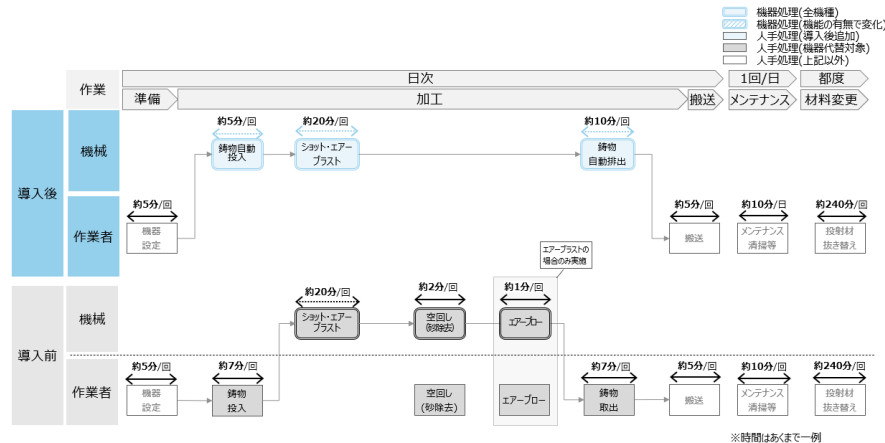 機器処理(全機種)
機器処理(機能の有無で変化)
人手処理(導入後追加)
人手処理(機器代替対象)
人手処理(上記以外)
作業
日次
1回/日
都度
準備
加工
搬送
メンテナンス
材料変更
導入後
機械
約5分/回
鋳物自動
投入
約20分/回
ショット・エアー
ブラスト
約10分/回
鋳物
自動排出
作業者
約5分/回
機器
設定
約5分/回
搬送
約10分/日
メンテナンス
清掃等
約240分/回
投射材
抜き替え
エアーブラストの
場合のみ実施
導入前
機械
約20分/回
ショット・エアー
ブラスト
約2分/回
空回し
(砂除去)
約1分/回
エアーブロー
作業者
約5分/回
機器
設定
約7分/回
鋳物
投入
空回し
(砂除去)
エアーブロー
約7分/回
鋳物
取出
約5分/回
搬送
約10分/回
メンテナンス
清掃等
約240分/回
投射材
抜き替え
※時間はあくまで一例